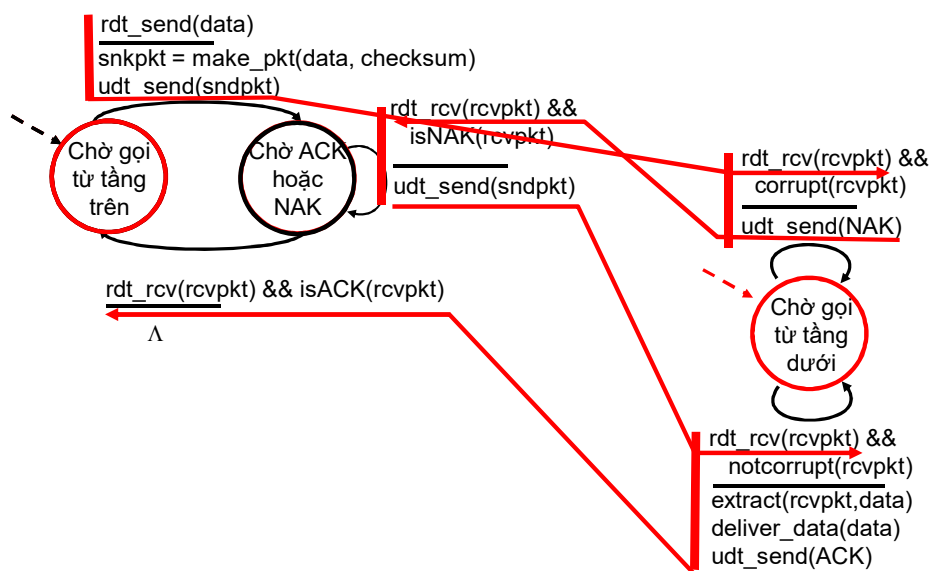 rdt_send(data)
snkpkt = make_pkt(data, checksum)
udt_send(sndpkt)
Chờ gọi
từ tầng
trên
Chờ ACK
hoặc
NAK
rdt_rcv(rcvpkt) &&
isNAK(rcvpkt)
udt_send(sndpkt)
rdt_rcv(rcvpkt) && isACK(rcvpkt)
Λ
rdt_rcv(rcvpkt) &&
corrupt(rcvpkt)
udt_send(NAK)
Chờ gọi
từ tầng
dưới
rdt_rcv(rcvpkt) &&
notcorrupt(rcvpkt)
extract(rcvpkt,data)
deliver_data(data)
udt_send(ACK)